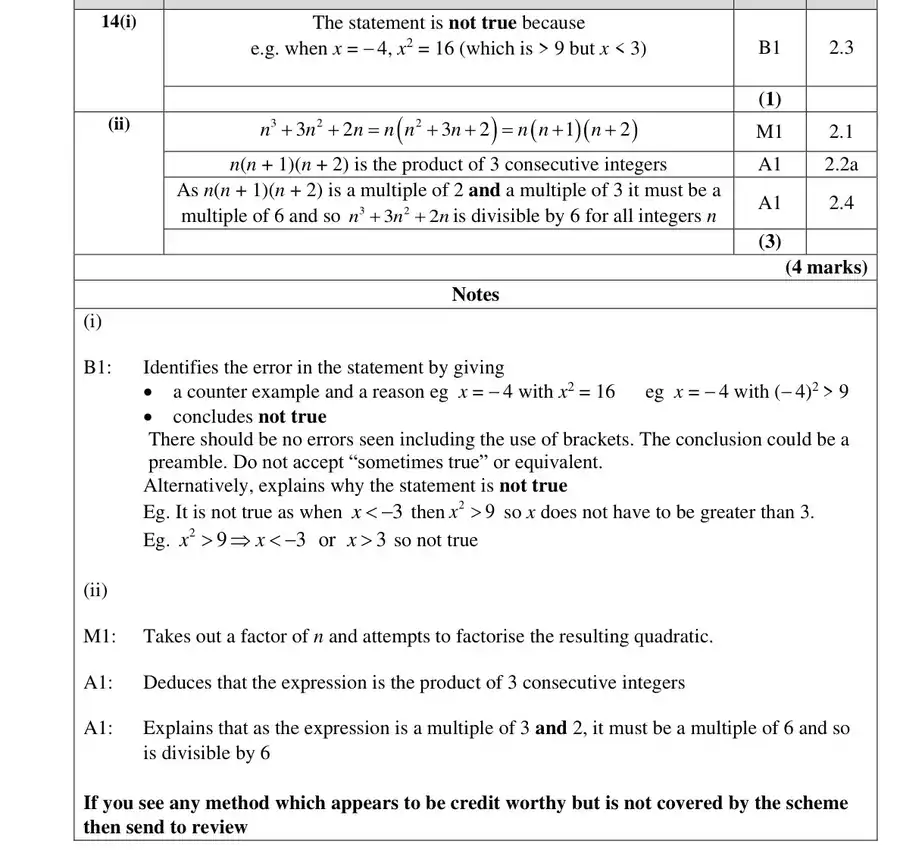 14(i) The statement is not true because
e.g. when x = – 4, x² = 16 (which is > 9 but x < 3) B1 2.3
(1)
(ii) n³ + 3n² + 2n = n(n² + 3n + 2) = n(n + 1)(n + 2) M1 2.1
n(n + 1)(n + 2) is the product of 3 consecutive integers A1 2.2a
As n(n + 1)(n + 2) is a multiple of 2 and a multiple of 3 it must be a
multiple of 6 and so n³ + 3n² + 2n is divisible by 6 for all integers n A1 2.4
(3)
(4 marks)
Notes
(i)
B1: Identifies the error in the statement by giving
• a counter example and a reason eg x = – 4 with x² = 16 eg x = – 4 with (– 4)² > 9
• concludes not true
There should be no errors seen including the use of brackets. The conclusion could be a
preamble. Do not accept “sometimes true” or equivalent.
Alternatively, explains why the statement is not true
Eg. It is not true as when x < −3 then x² > 9 so x does not have to be greater than 3.
Eg. x² > 9 ⇒ x < −3 or x > 3 so not true
(ii)
M1: Takes out a factor of n and attempts to factorise the resulting quadratic.
A1: Deduces that the expression is the product of 3 consecutive integers
A1: Explains that as the expression is a multiple of 3 and 2, it must be a multiple of 6 and so
is divisible by 6
If you see any method which appears to be credit worthy but is not covered by the scheme
then send to review